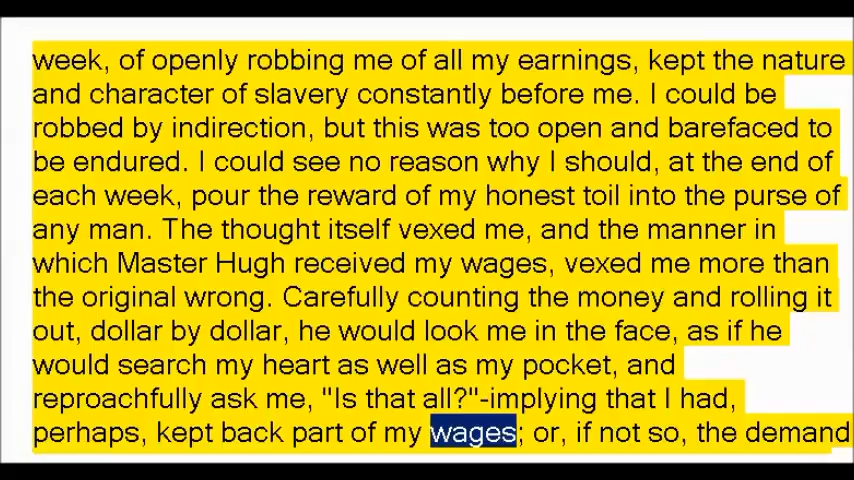 week, of openly robbing me of all my earnings, kept the nature
and character of slavery constantly before me. I could be
robbed by indirection, but this was too open and barefaced to
be endured. I could see no reason why I should, at the end of
each week, pour the reward of my honest toil into the purse of
any man. The thought itself vexed me, and the manner in
which Master Hugh received my wages, vexed me more than
the original wrong. Carefully counting the money and rolling it
out, dollar by dollar, he would look me in the face, as if he
would search my heart as well as my pocket, and
reproachfully ask me, "Is that all?"-implying that I had,
perhaps, kept back part of my wages; or, if not so, the demand